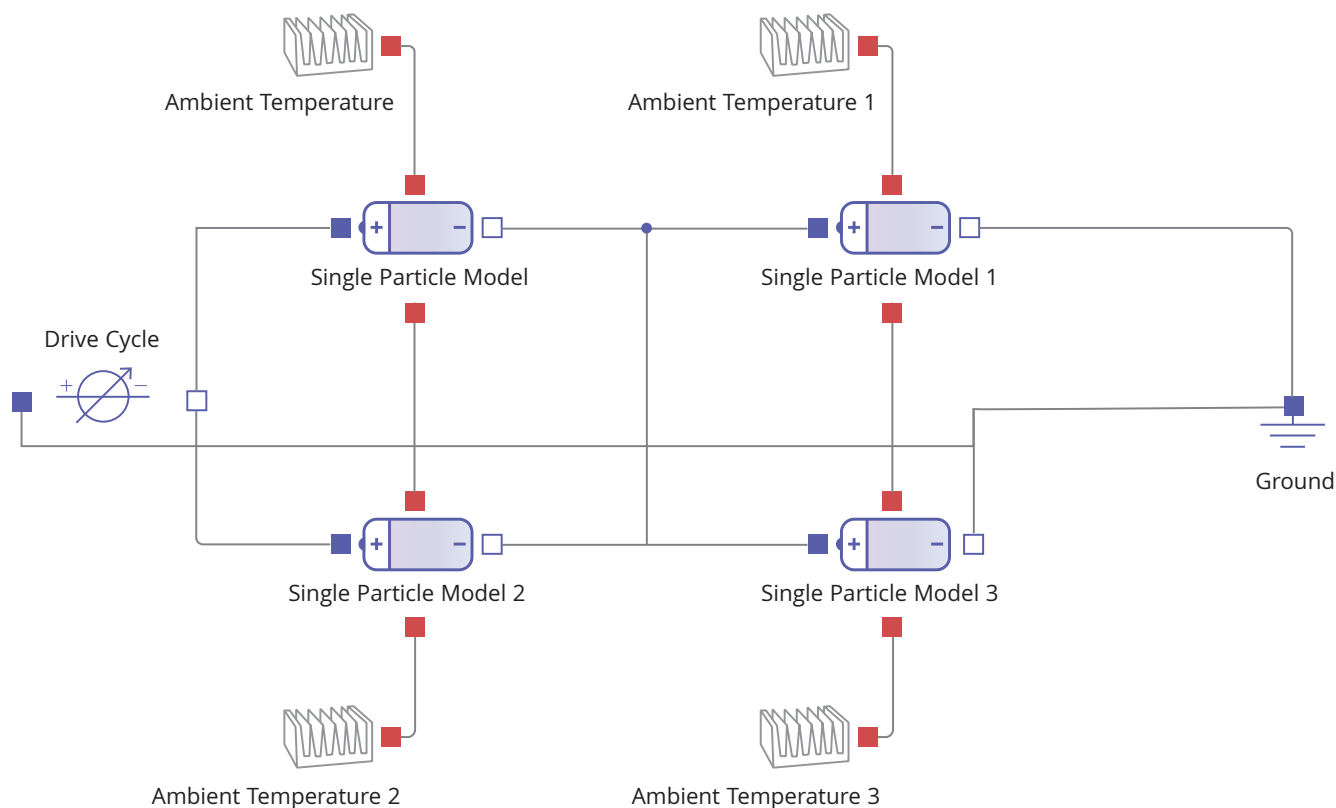 Ambient Temperature
Ambient Temperature 1
+
−
+
−
Single Particle Model
Single Particle Model 1
Drive Cycle
+
−
Ground
+
−
+
−
Single Particle Model 2
Single Particle Model 3
Ambient Temperature 2
Ambient Temperature 3